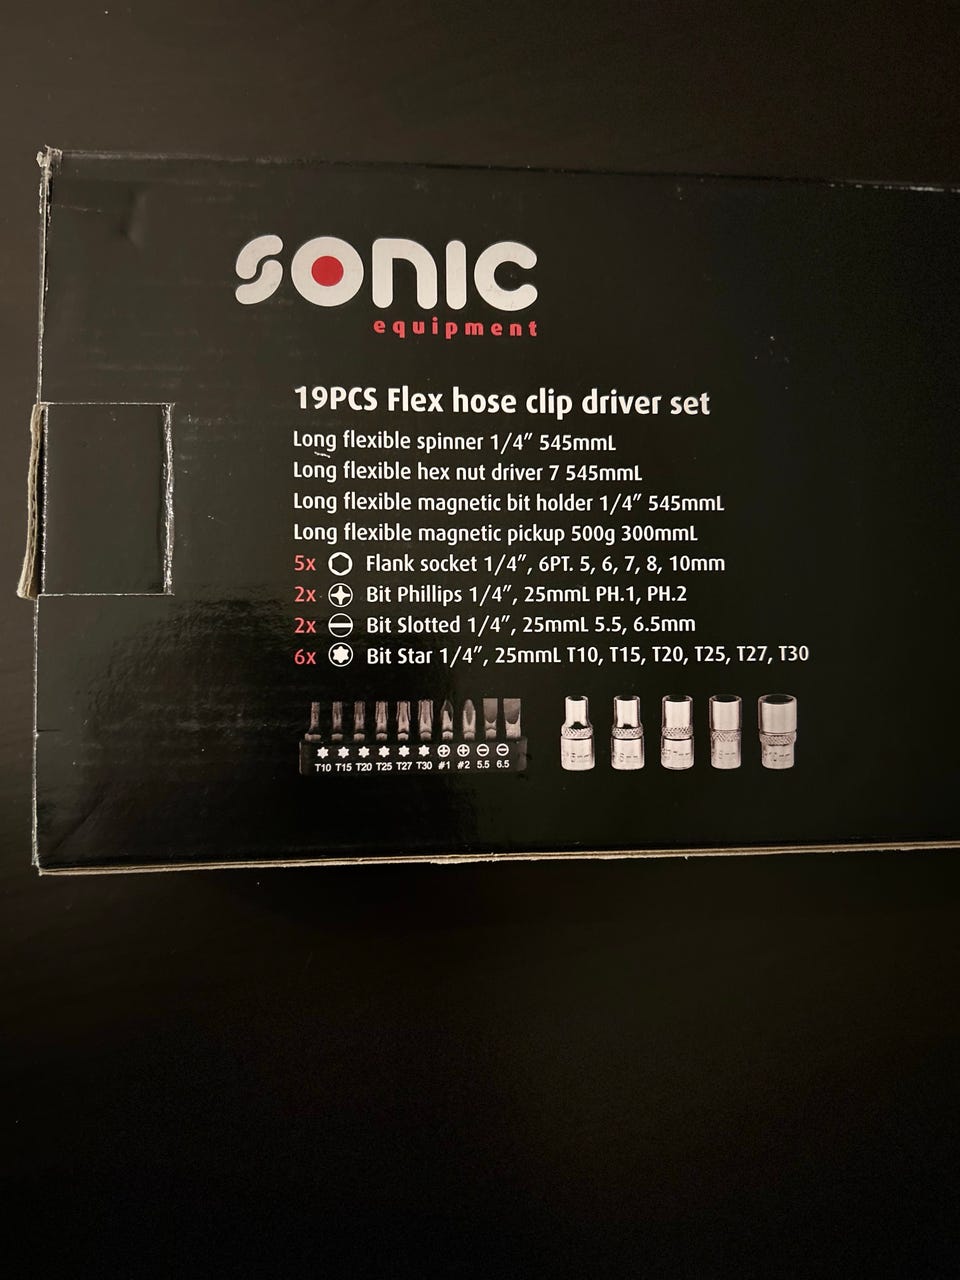 SONIC
equipment
19PCS Flex hose clip driver set
Long flexible spinner 1/4” 545mmL
Long flexible hex nut driver 7 545mmL
Long flexible magnetic bit holder 1/4” 545mmL
Long flexible magnetic pickup 500g 300mmL
5x Flank socket 1/4”, 6PT. 5, 6, 7, 8, 10mm
2x Bit Phillips 1/4”, 25mmL PH.1, PH.2
2x Bit Slotted 1/4”, 25mmL 5.5, 6.5mm
6x Bit Star 1/4”, 25mmL T10, T15, T20, T25, T27, T30
T10 T15 T20 T25 T27 T30 #1 #2 5.5 6.5